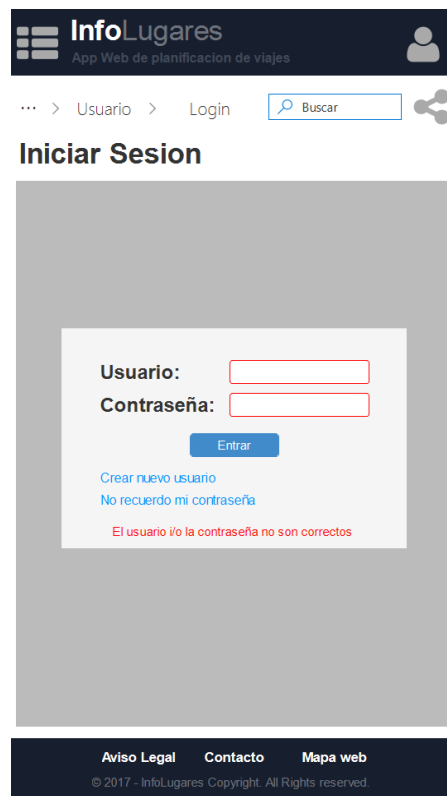 InfoLugares
App Web de planificacion de viajes
··· > Usuario > Login Buscar
Iniciar Sesion
Usuario:
Contraseña:
Entrar
Crear nuevo usuario
No recuerdo mi contraseña
El usuario i/o la contraseña no son correctos
Aviso Legal Contacto Mapa web
© 2017 - InfoLugares Copyright. All Rights reserved.